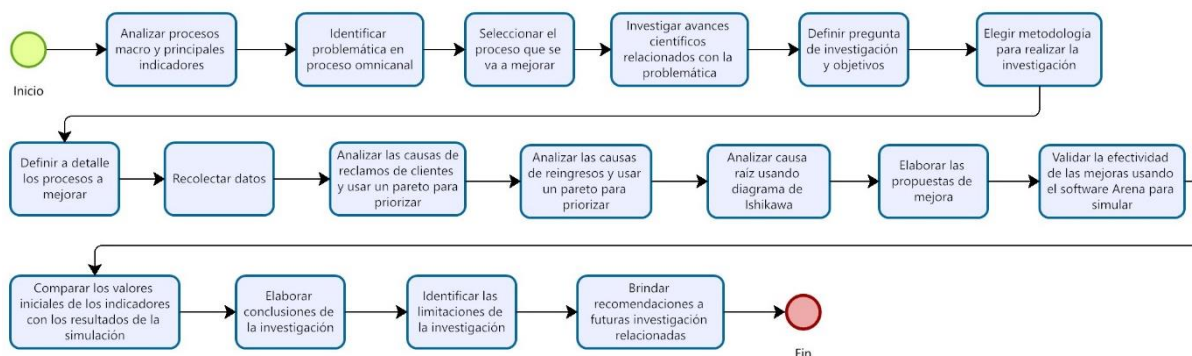 Inicio
Analizar procesos
macro y principales
indicadores
Identificar
problemática en
proceso omnicanal
Seleccionar el
proceso que se
va a mejorar
Investigar avances
científicos
relacionados con la
problemática
Definir pregunta
de investigación
y objetivos
Elegir metodología
para realizar la
investigación
Definir a detalle
los procesos a
mejorar
Recolectar datos
Analizar las causas de
reclamos de clientes
y usar un pareto para
priorizar
Analizar las causas
de reingresos y usar
un pareto para
priorizar
Analizar causa
raíz usando
diagrama de
Ishikawa
Elaborar las
propuestas de
mejora
Validar la efectividad
de las mejoras usando
el software Arena para
simular
Comparar los valores
iniciales de los indicadores
con los resultados de la
simulación
Elaborar
conclusiones de
la investigación
Identificar las
limitaciones de
la investigación
Brindar
recomendaciones a
futuras investigación
relacionadas
Fin